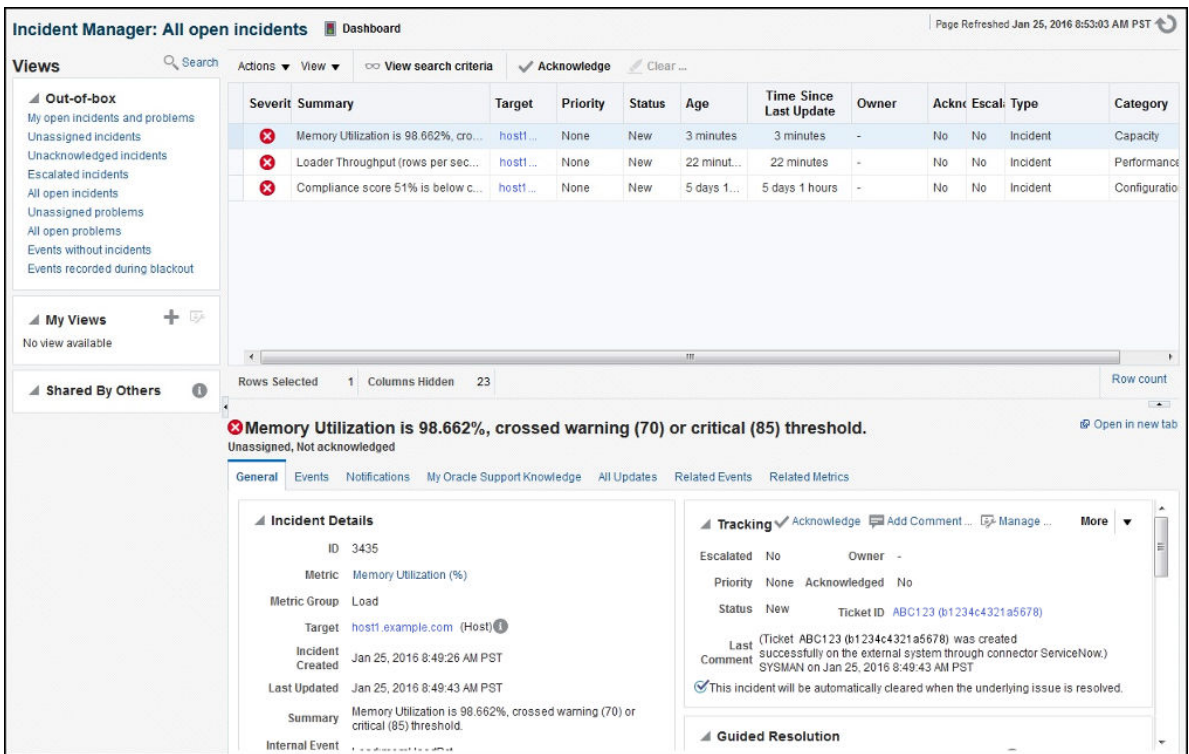 Incident Manager: All open incidents Dashboard
Page Refreshed Jan 25, 2016 8:53:03 AM PST
Views Search
Out-of-box
My open incidents and problems
Unassigned incidents
Unacknowledged incidents
Escalated incidents
All open incidents
Unassigned problems
All open problems
Events without incidents
Events recorded during blackout
My Views
No view available
Shared By Others
Actions View View search criteria Acknowledge Clear ...
Severit Summary Target Priority Status Age Time Since Last Update Owner Ackno Escala Type Category
Memory Utilization is 98.662%, cro... host1... None New 3 minutes 3 minutes - No No Incident Capacity
Loader Throughput (rows per sec... host1... None New 22 minut... 22 minutes - No No Incident Performance
Compliance score 51% is below c... host1... None New 5 days 1... 5 days 1 hours - No No Incident Configuratio
Rows Selected 1 Columns Hidden 23
Row count
Memory Utilization is 98.662%, crossed warning (70) or critical (85) threshold.
Open in new tab
Unassigned, Not acknowledged
General Events Notifications My Oracle Support Knowledge All Updates Related Events Related Metrics
Incident Details
ID 3435
Metric Memory Utilization (%)
Metric Group Load
Target host1.example.com (Host)
Incident Created Jan 25, 2016 8:49:26 AM PST
Last Updated Jan 25, 2016 8:49:43 AM PST
Summary Memory Utilization is 98.662%, crossed warning (70) or
critical (85) threshold.
Internal Event
Tracking Acknowledge Add Comment ... Manage ... More
Escalated No Owner -
Priority None Acknowledged No
Status New Ticket ID ABC123 (b1234c4321a5678)
Last Comment (Ticket ABC123 (b1234c4321a5678) was created
successfully on the external system through connector ServiceNow.)
SYSMAN on Jan 25, 2016 8:49:43 AM PST
This incident will be automatically cleared when the underlying issue is resolved.
Guided Resolution